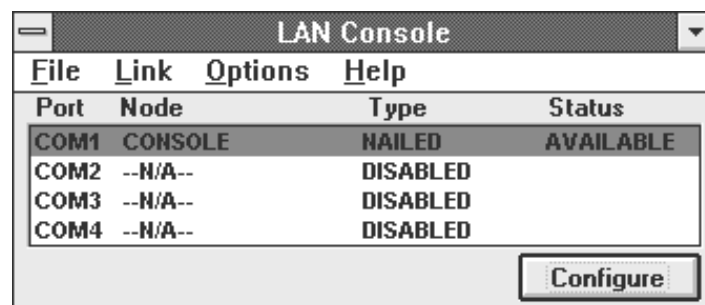 LAN Console
File Link Options Help
Port Node Type Status
COM1 CONSOLE NAILED AVAILABLE
COM2 --N/A-- DISABLED
COM3 --N/A-- DISABLED
COM4 --N/A-- DISABLED
Configure